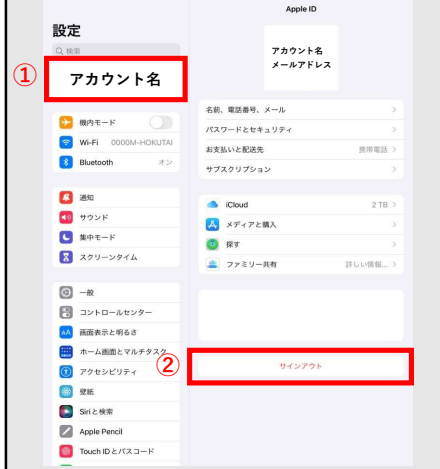 Apple ID
設定
検索
①
アカウント名
機内モード
Wi-Fi 0000M-HOKUTAI
Bluetooth オン
通知
サウンド
集中モード
スクリーンタイム
一般
コントロールセンター
AA 画面表示と明るさ
ホーム画面とマルチタスク
アクセシビリティ
壁紙
Siriと検索
Apple Pencil
Touch IDとパスコード
アカウント名
メールアドレス
名前、電話番号、メール
パスワードとセキュリティ
お支払いと配送先 携帯電話
サブスクリプション
iCloud 2 TB
メディアと購入
探す
ファミリー共有 詳しい情報...
②
サインアウト